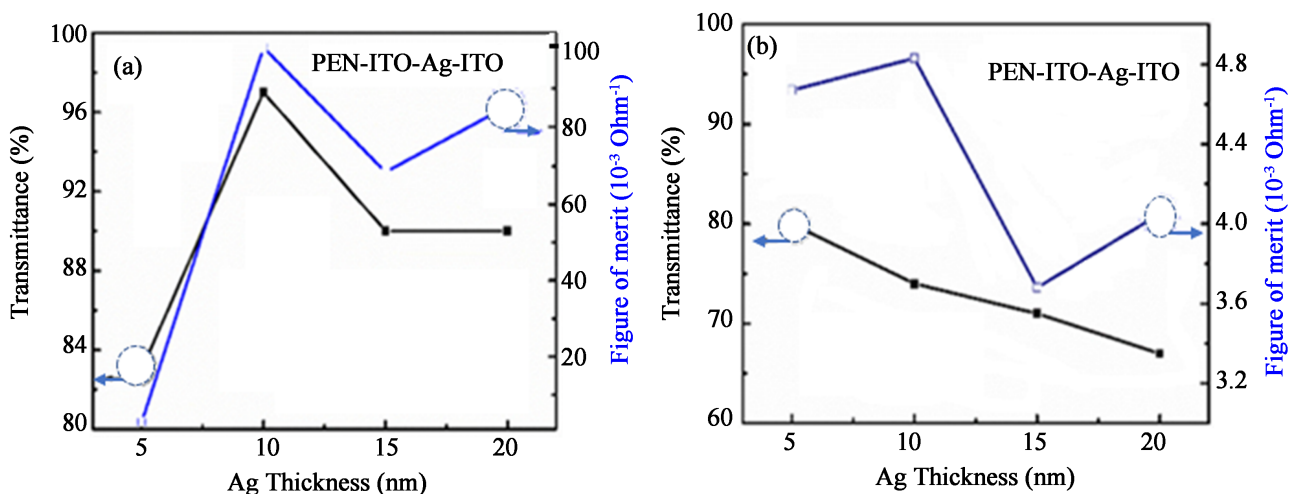 (a)
PEN-ITO-Ag-ITO
Transmittance (%)
100
96
92
88
84
80
5 10 15 20
Ag Thickness (nm)
100
80
60
40
20
Figure of merit (10⁻³ Ohm⁻¹)
(b)
PEN-ITO-Ag-ITO
Transmittance (%)
100
90
80
70
60
5 10 15 20
Ag Thickness (nm)
4.8
4.4
4.0
3.6
3.2
Figure of merit (10⁻³ Ohm⁻¹)